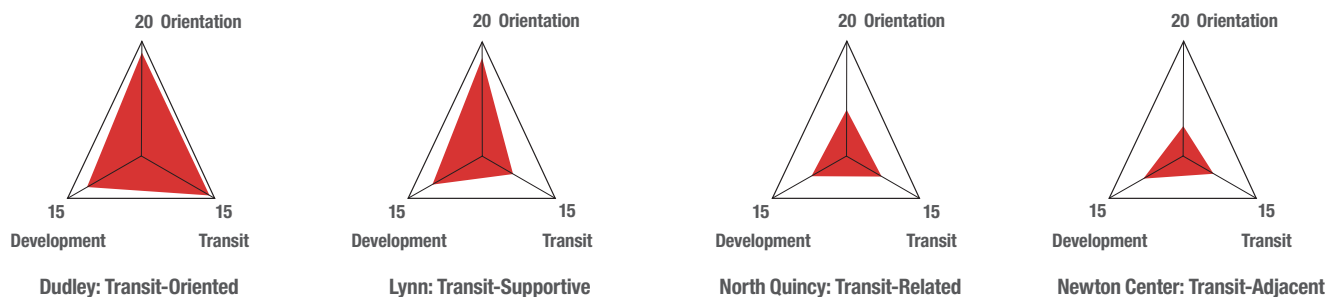 20 Orientation
15
15
Development
Transit
Dudley: Transit-Oriented
20 Orientation
15
15
Development
Transit
Lynn: Transit-Supportive
20 Orientation
15
15
Development
Transit
North Quincy: Transit-Related
20 Orientation
15
15
Development
Transit
Newton Center: Transit-Adjacent